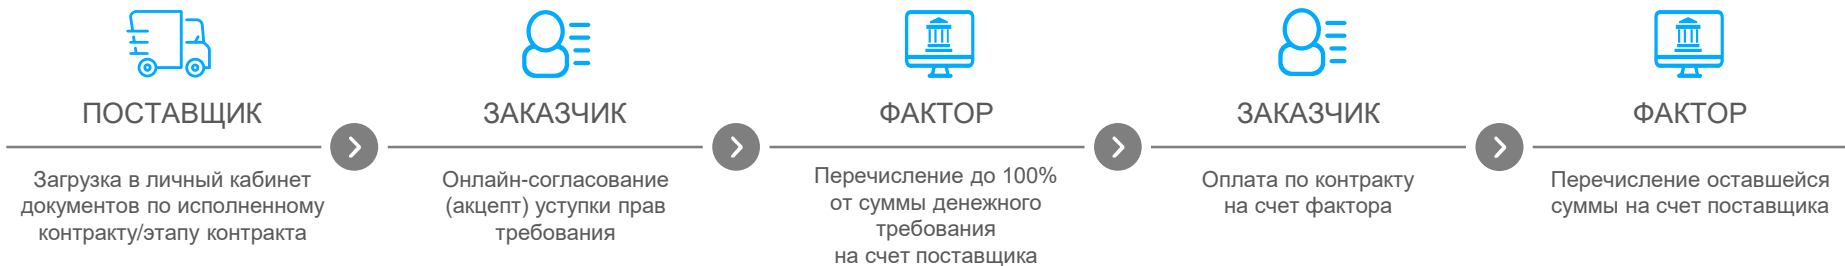 ПОСТАВЩИК
Загрузка в личный кабинет
документов по исполненному
контракту/этапу контракта
ЗАКАЗЧИК
Онлайн-согласование
(акцепт) уступки прав
требования
ФАКТОР
Перечисление до 100%
от суммы денежного
требования
на счет поставщика
ЗАКАЗЧИК
Оплата по контракту
на счет фактора
ФАКТОР
Перечисление оставшейся
суммы на счет поставщика